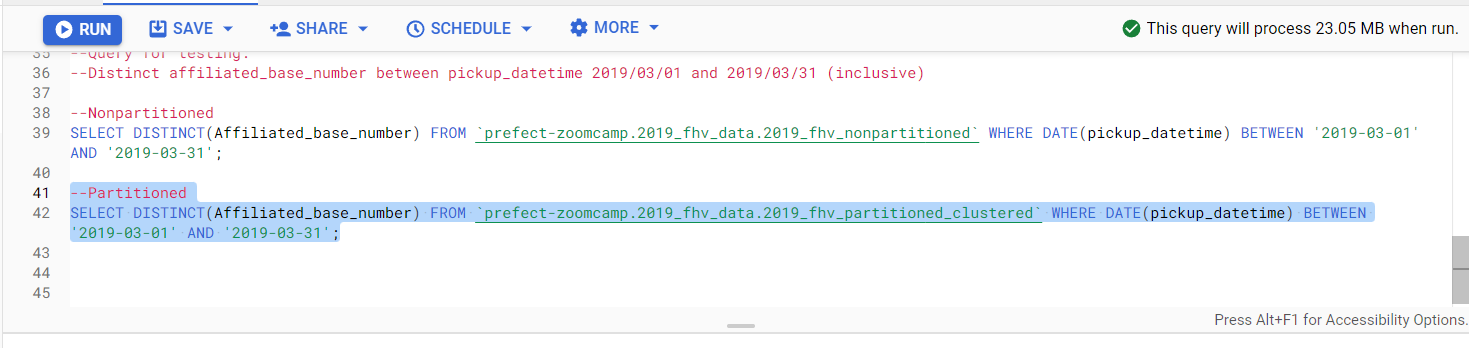 RUN SAVE SHARE SCHEDULE MORE This query will process 23.05 MB when run.
35 --Query for testing:
36 --Distinct affiliated_base_number between pickup_datetime 2019/03/01 and 2019/03/31 (inclusive)
37
38 --Nonpartitioned
39 SELECT DISTINCT(Affiliated_base_number) FROM `prefect-zoomcamp.2019_fhv_data.2019_fhv_nonpartitioned` WHERE DATE(pickup_datetime) BETWEEN '2019-03-01'
AND '2019-03-31';
40
41 --Partitioned
42 SELECT DISTINCT(Affiliated_base_number) FROM `prefect-zoomcamp.2019_fhv_data.2019_fhv_partitioned_clustered` WHERE DATE(pickup_datetime) BETWEEN
'2019-03-01' AND '2019-03-31';
43
44
45
Press Alt+F1 for Accessibility Options.